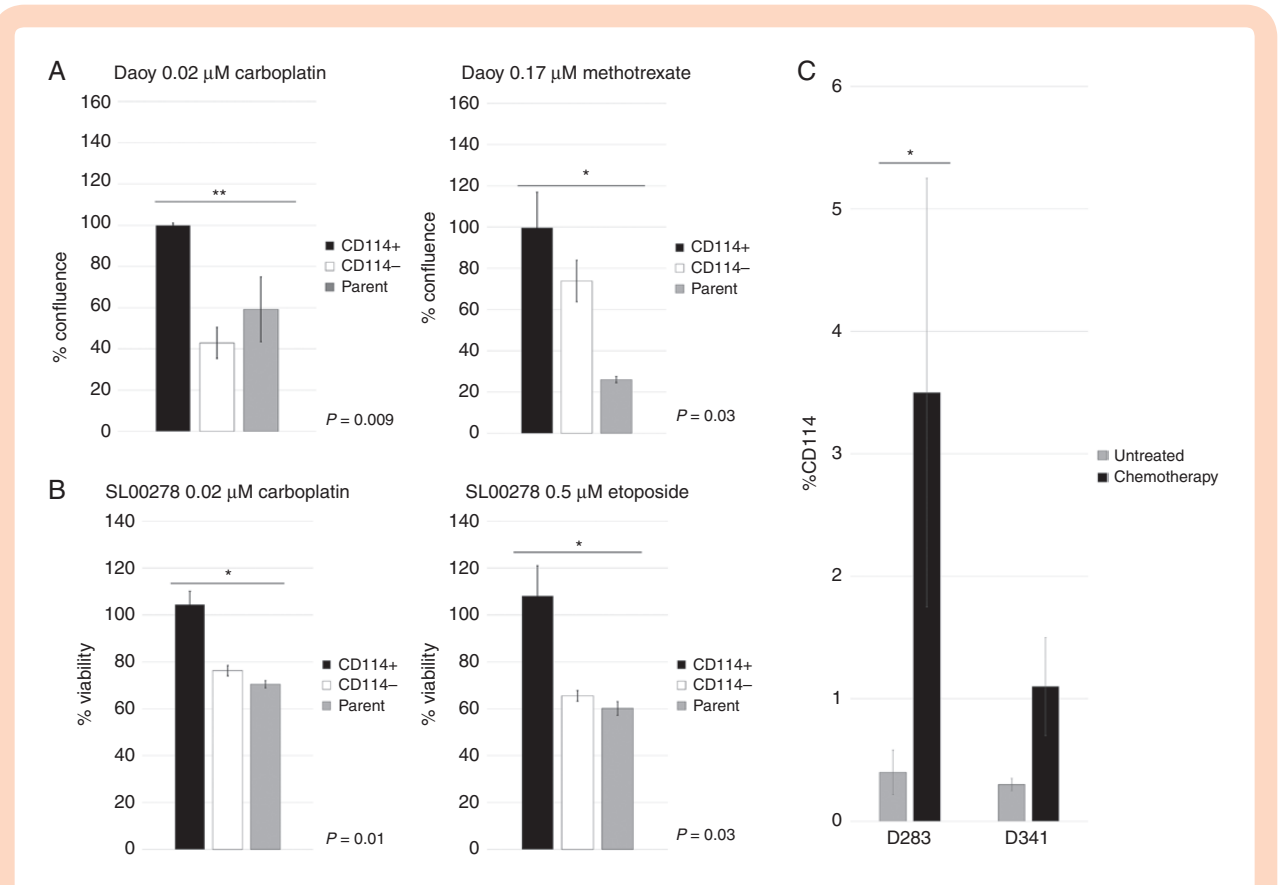 A
Daoy 0.02 μM carboplatin
160
140
120
100
80
60
40
20
0
% confluence
**
CD114+
CD114–
Parent
P = 0.009
Daoy 0.17 μM methotrexate
160
140
120
100
80
60
40
20
0
% confluence
*
CD114+
CD114–
Parent
P = 0.03
B
SL00278 0.02 μM carboplatin
140
120
100
80
60
40
20
0
% viability
*
CD114+
CD114–
Parent
P = 0.01
SL00278 0.5 μM etoposide
140
120
100
80
60
40
20
0
% viability
*
CD114+
CD114–
Parent
P = 0.03
C
6
5
4
3
2
1
0
%CD114
*
D283
D341
Untreated
Chemotherapy